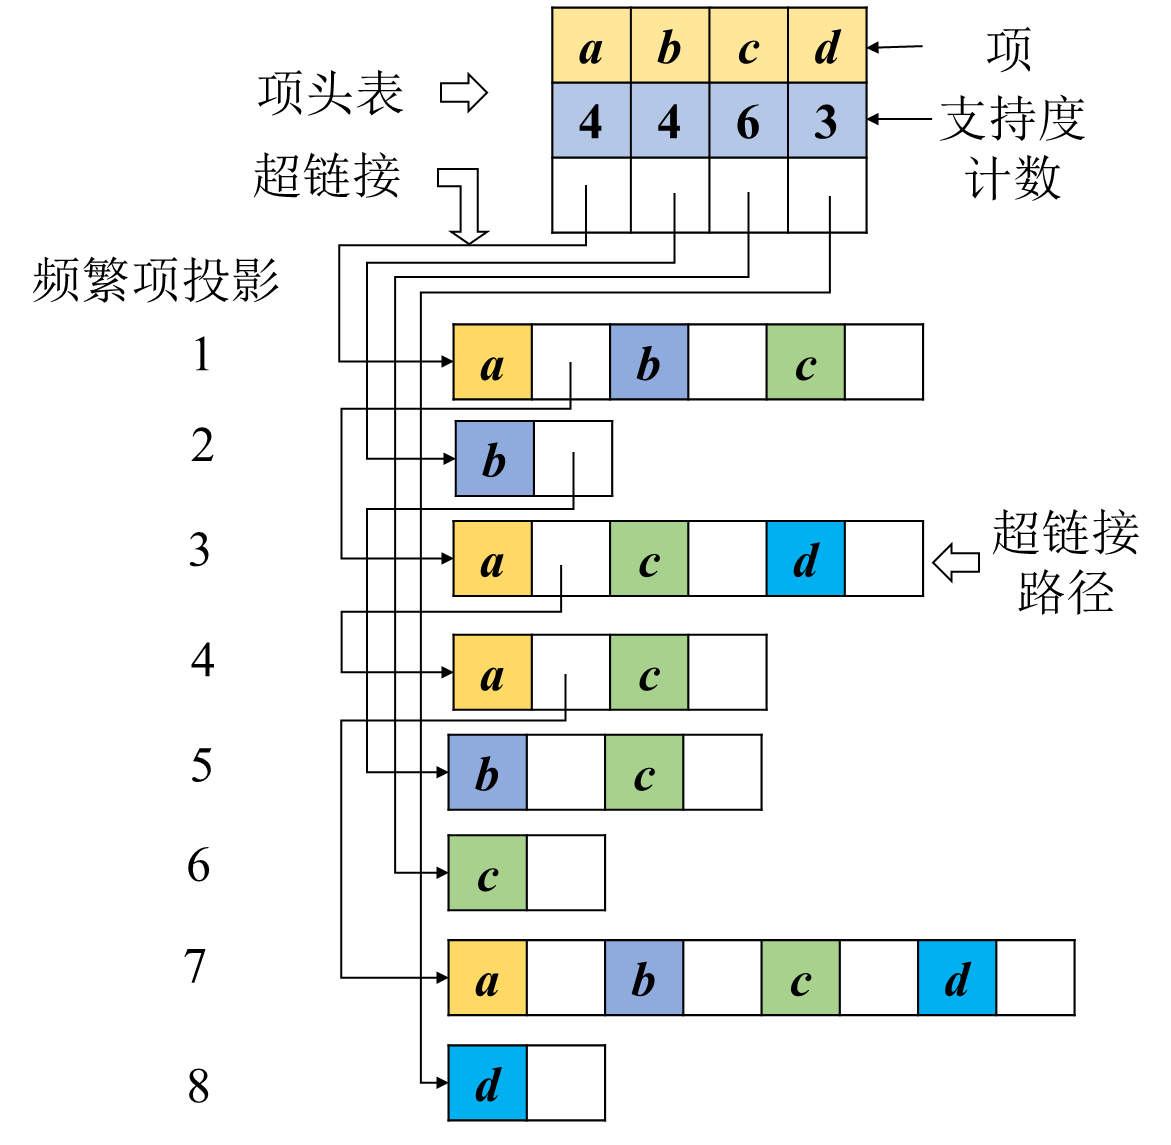 a b c d
项
项头表
4 4 6 3
支持度
计数
超链接
频繁项投影
1
a b c
2
b
3
a c d
超链接
路径
4
a c
5
b c
6
c
7
a b c d
8
d